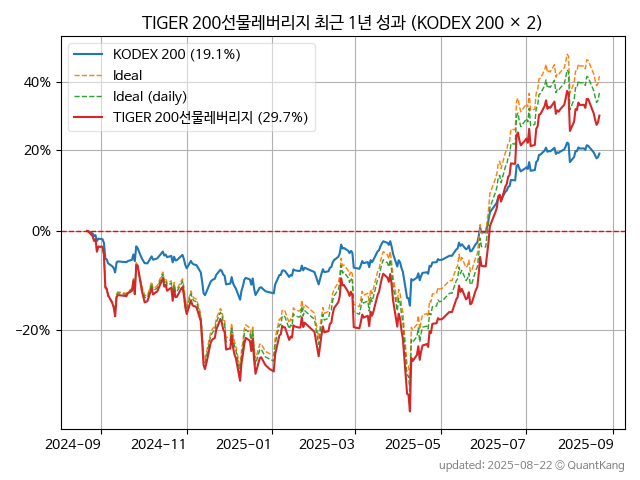 TIGER 200선물레버리지 최근 1년 성과 (KODEX 200 × 2)
KODEX 200 (19.1%)
Ideal
Ideal (daily)
TIGER 200선물레버리지 (29.7%)
40%
20%
0%
−20%
2024-09 2024-11 2025-01 2025-03 2025-05 2025-07 2025-09
updated: 2025-08-22 © QuantKang